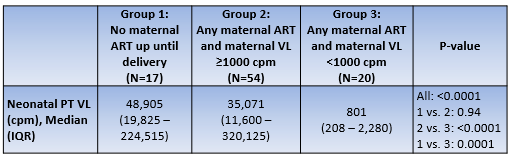 Group 1:
No maternal
ART up until
delivery
(N=17)
Group 2:
Any maternal ART
and maternal VL
≥1000 cpm
(N=54)
Group 3:
Any maternal ART
and maternal VL
<1000 cpm
(N=20)
P-value
Neonatal PT VL
(cpm), Median
(IQR)
48,905
(19,825 –
224,515)
35,071
(11,600 –
320,125)
801
(208 – 2,280)
All: <0.0001
1 vs. 2: 0.94
2 vs. 3: <0.0001
1 vs. 3: 0.0001